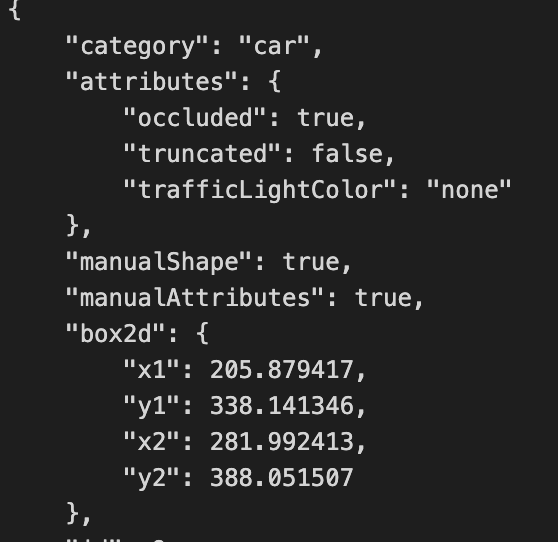 {
    "category": "car",
    "attributes": {
        "occluded": true,
        "truncated": false,
        "trafficLightColor": "none"
    },
    "manualShape": true,
    "manualAttributes": true,
    "box2d": {
        "x1": 205.879417,
        "y1": 338.141346,
        "x2": 281.992413,
        "y2": 388.051507
    },